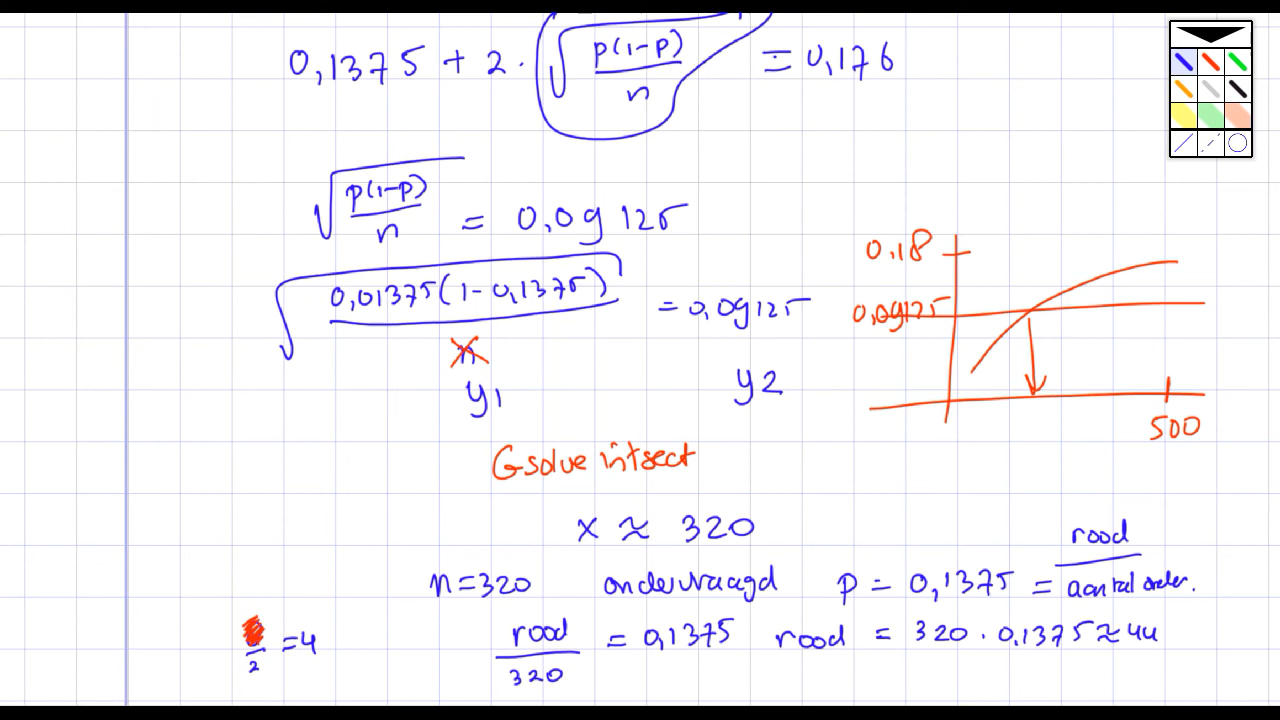 0,1375 + 2 · √ p(1-p) / n = 0,176
√ p(1-p) / n = 0,09125
√ 0,01375(1-0,1375) / n = 0,09125
y1 y2
0,18
0,09125
500
G-solve intsect
x ≈ 320
n=320 ondervraagd p = 0,1375 = rood / aantal onder.
/ 2 = 4
rood / 320 = 0,1375 rood = 320 · 0,1375 ≈ 44